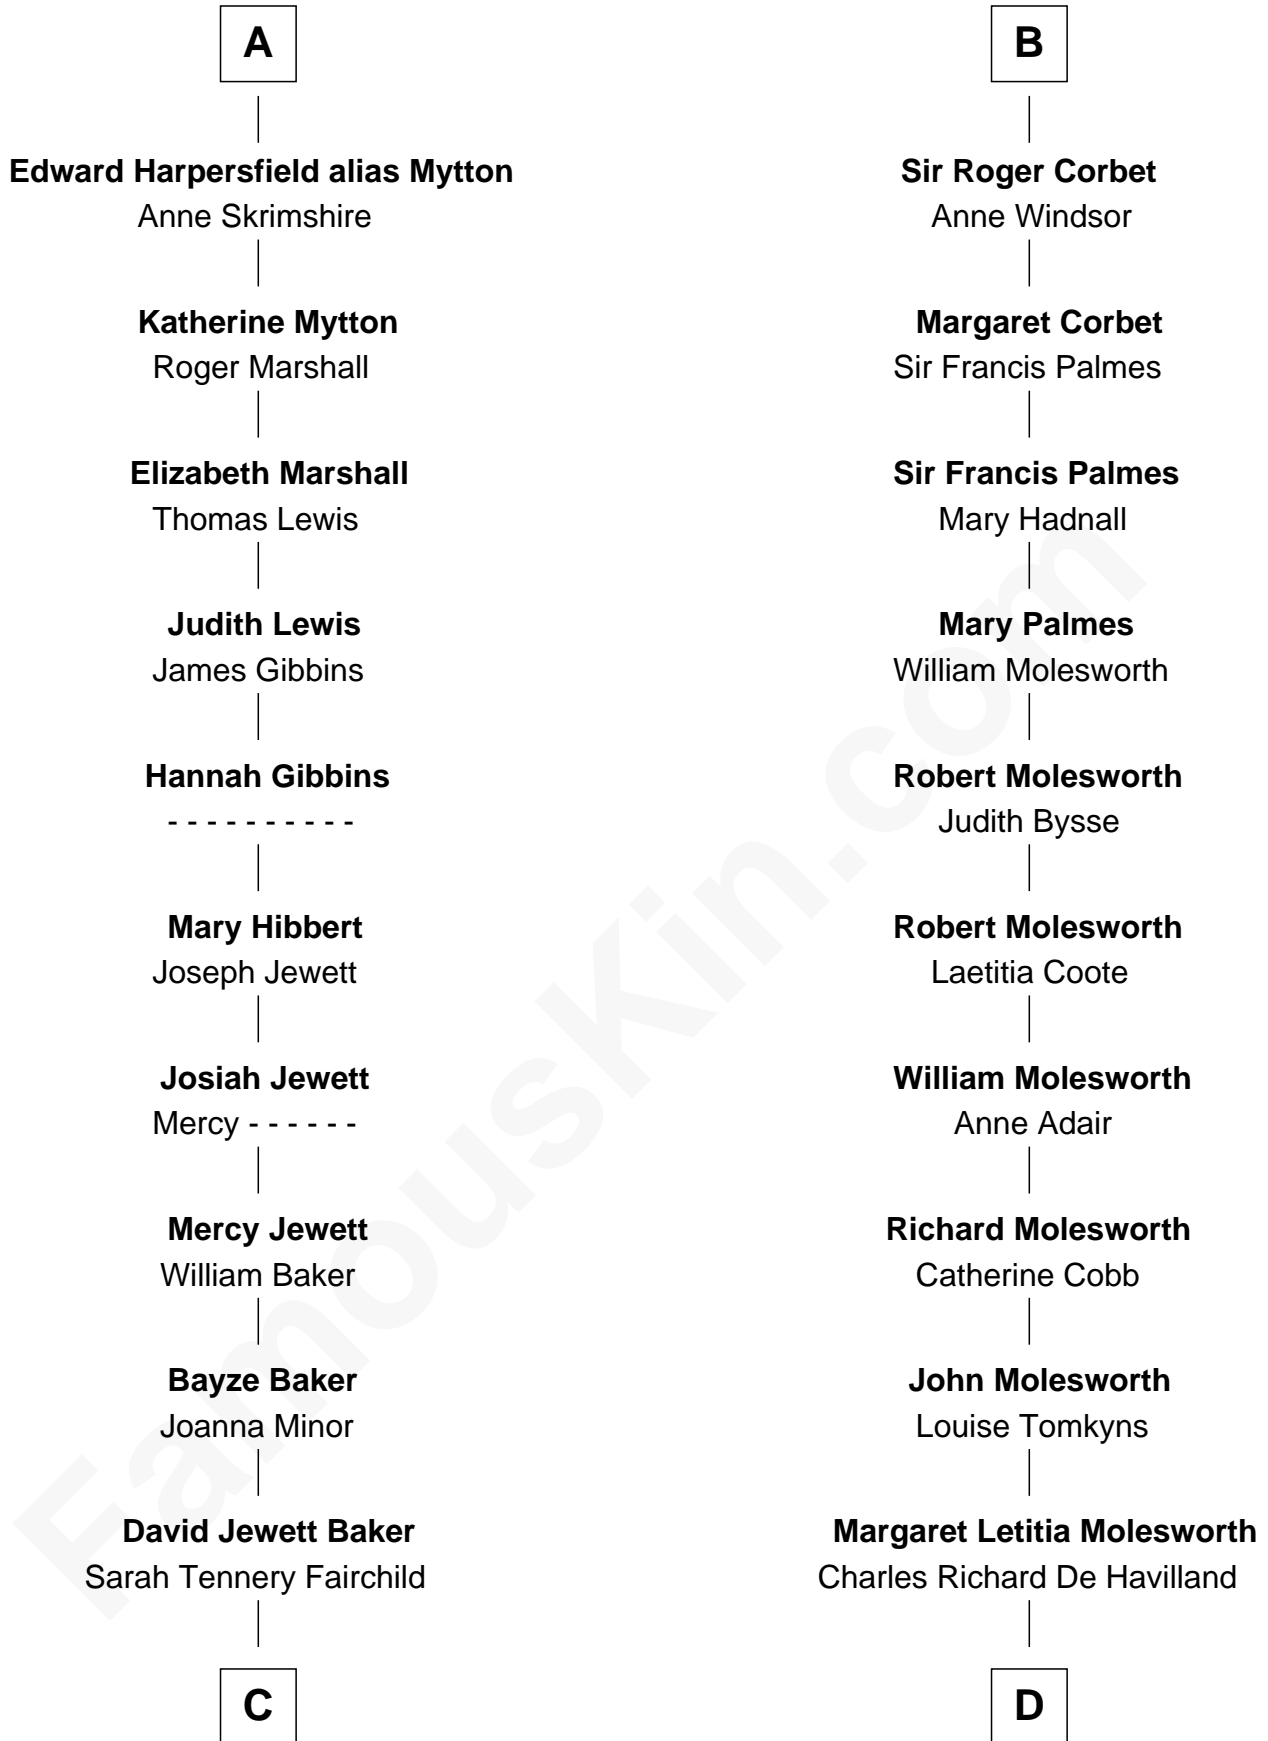 A
Edward Harpersfield alias Mytton
Anne Skrimshire
Katherine Mytton
Roger Marshall
Elizabeth Marshall
Thomas Lewis
Judith Lewis
James Gibbins
Hannah Gibbins
- - - - - - - - - -
Mary Hibbert
Joseph Jewett
Josiah Jewett
Mercy - - - - - -
Mercy Jewett
William Baker
Bayze Baker
Joanna Minor
David Jewett Baker
Sarah Tennery Fairchild
C
B
Sir Roger Corbet
Anne Windsor
Margaret Corbet
Sir Francis Palmes
Sir Francis Palmes
Mary Hadnall
Mary Palmes
William Molesworth
Robert Molesworth
Judith Bysse
Robert Molesworth
Laetitia Coote
William Molesworth
Anne Adair
Richard Molesworth
Catherine Cobb
John Molesworth
Louise Tomkyns
Margaret Letitia Molesworth
Charles Richard De Havilland
D
FamousKin.com